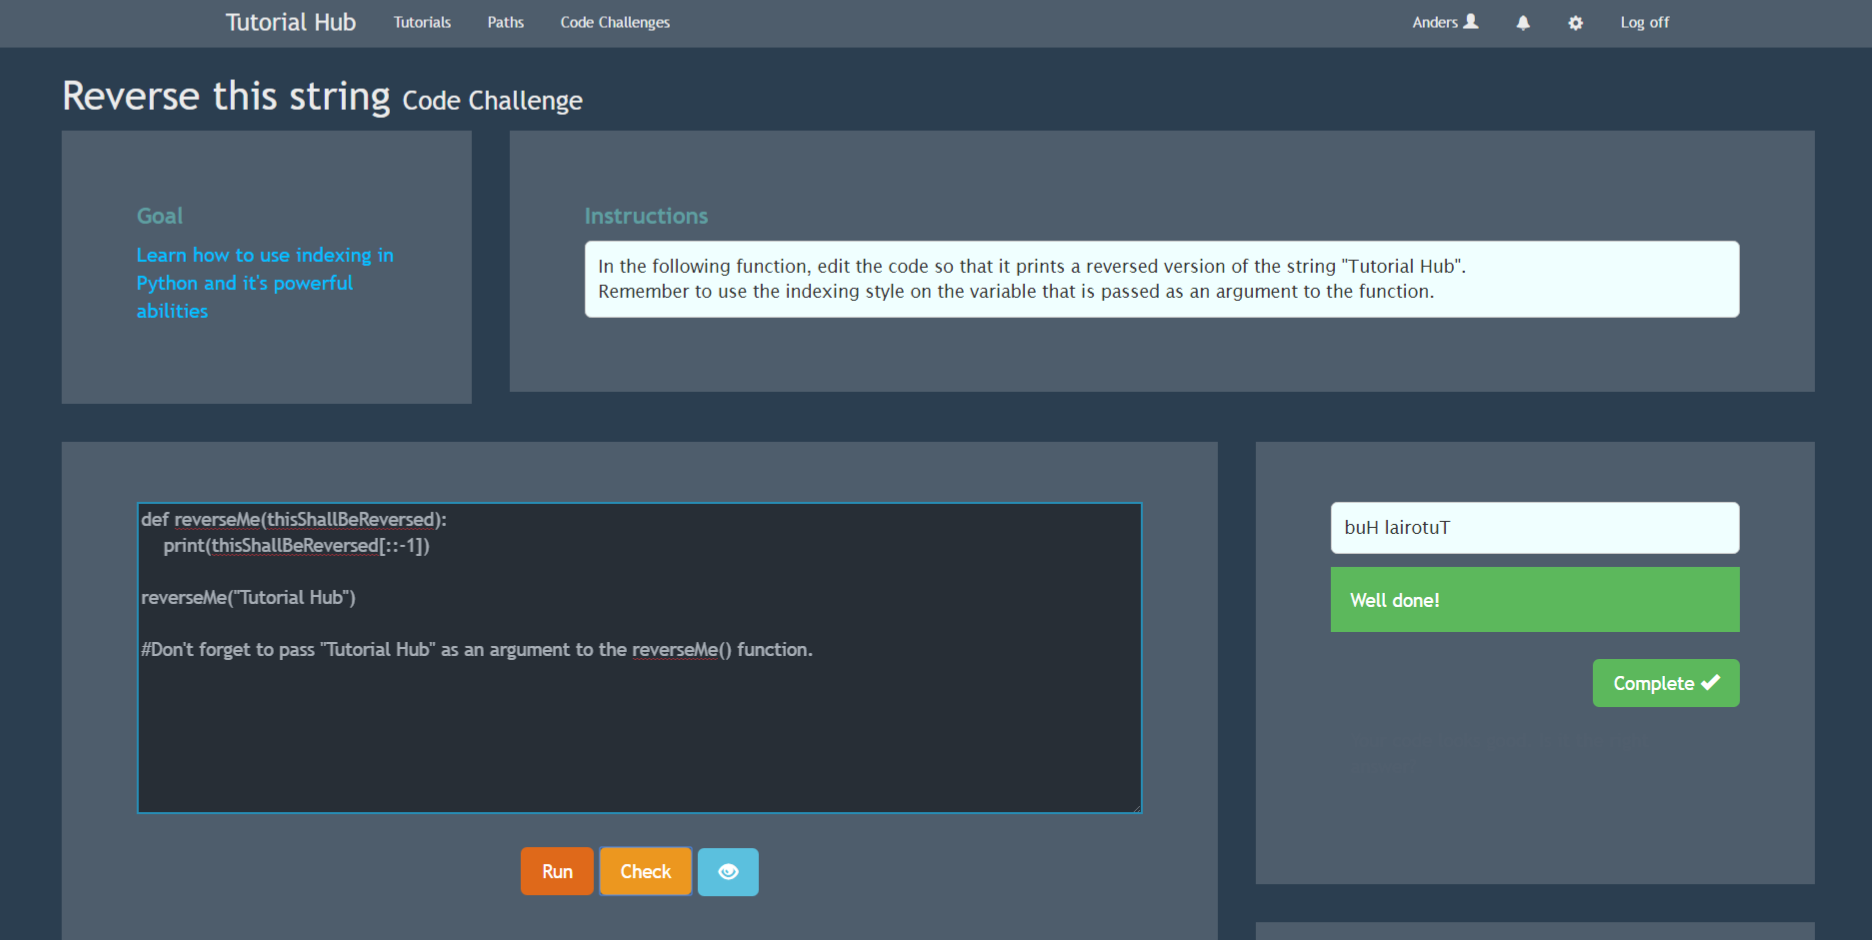 Tutorial Hub Tutorials Paths Code Challenges Anders Log off
Reverse this string Code Challenge
Goal
Learn how to use indexing in
Python and it's powerful
abilities
Instructions
In the following function, edit the code so that it prints a reversed version of the string "Tutorial Hub".
Remember to use the indexing style on the variable that is passed as an argument to the function.
def reverseMe(thisShallBeReversed):
    print(thisShallBeReversed[::-1])
reverseMe("Tutorial Hub")
#Don't forget to pass "Tutorial Hub" as an argument to the reverseMe() function.
Run Check
buH lairotuT
Well done!
Complete